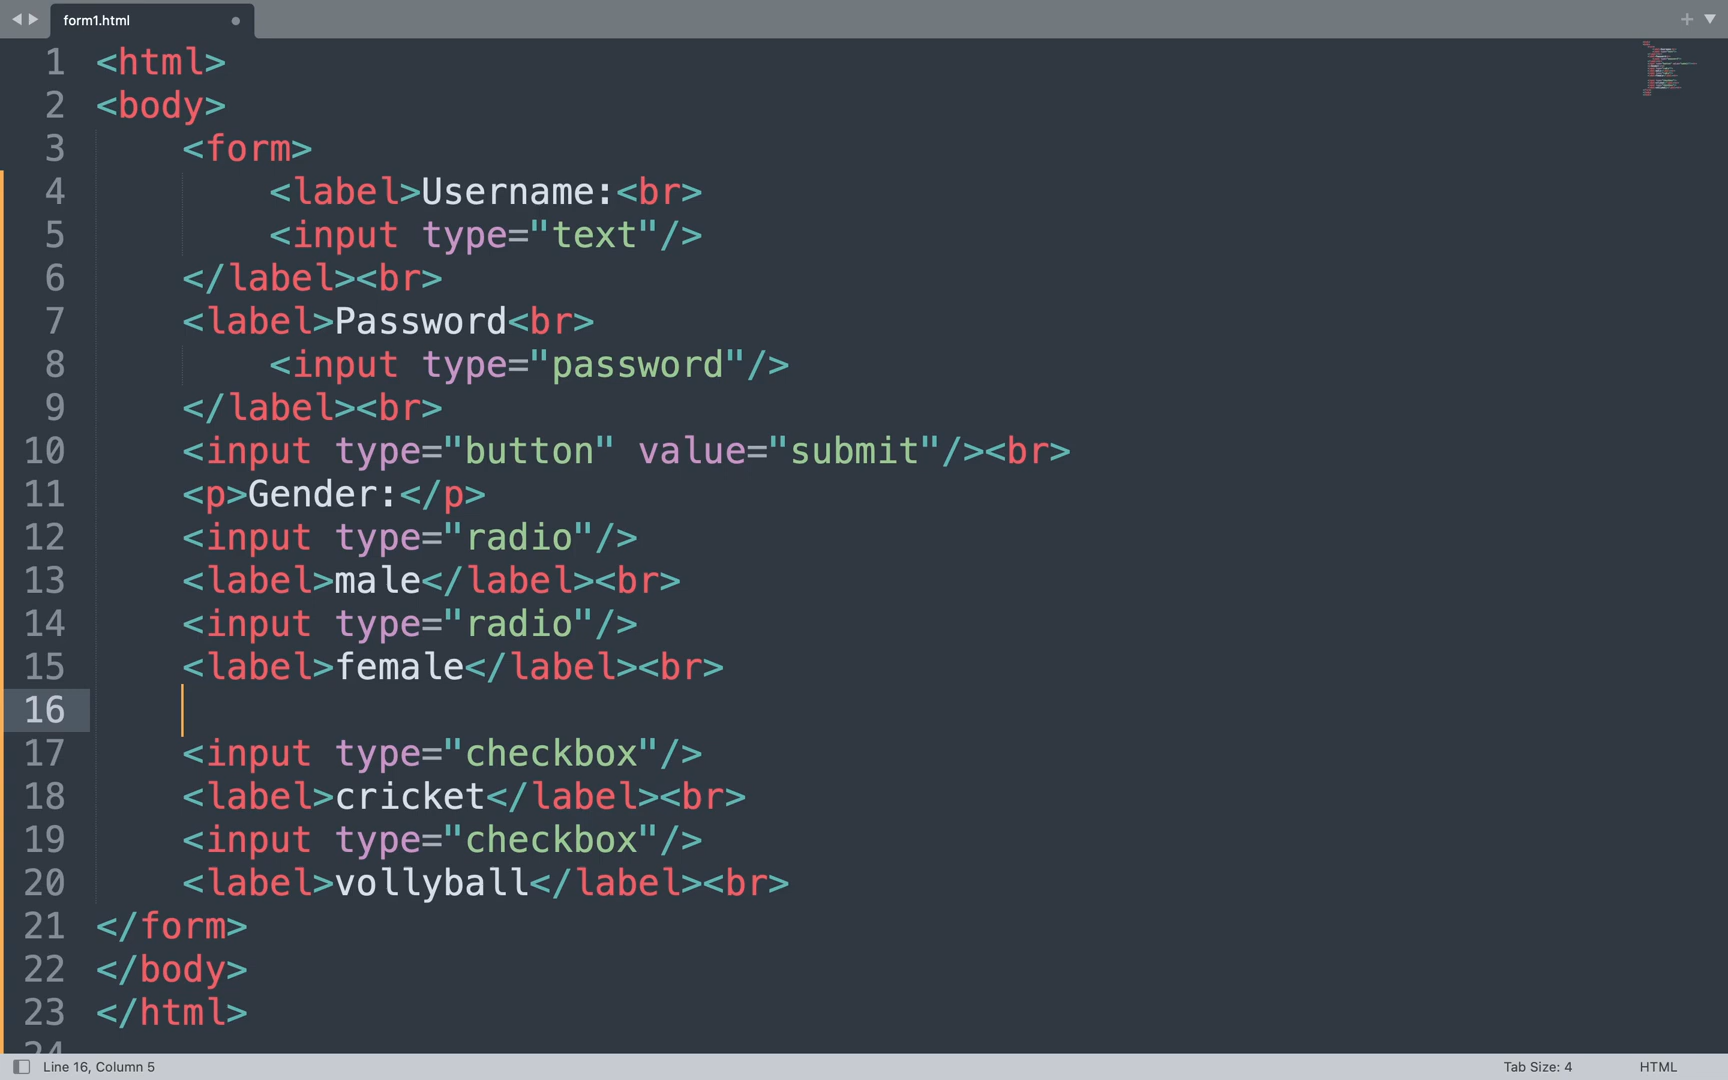 form1.html
1 <html>
2 <body>
3 <form>
4 <label>Username:<br>
5 <input type="text"/>
6 </label><br>
7 <label>Password<br>
8 <input type="password"/>
9 </label><br>
10 <input type="button" value="submit"/><br>
11 <p>Gender:</p>
12 <input type="radio"/>
13 <label>male</label><br>
14 <input type="radio"/>
15 <label>female</label><br>
16
17 <input type="checkbox"/>
18 <label>cricket</label><br>
19 <input type="checkbox"/>
20 <label>vollyball</label><br>
21 </form>
22 </body>
23 </html>
24
Line 16, Column 5
Tab Size: 4
HTML